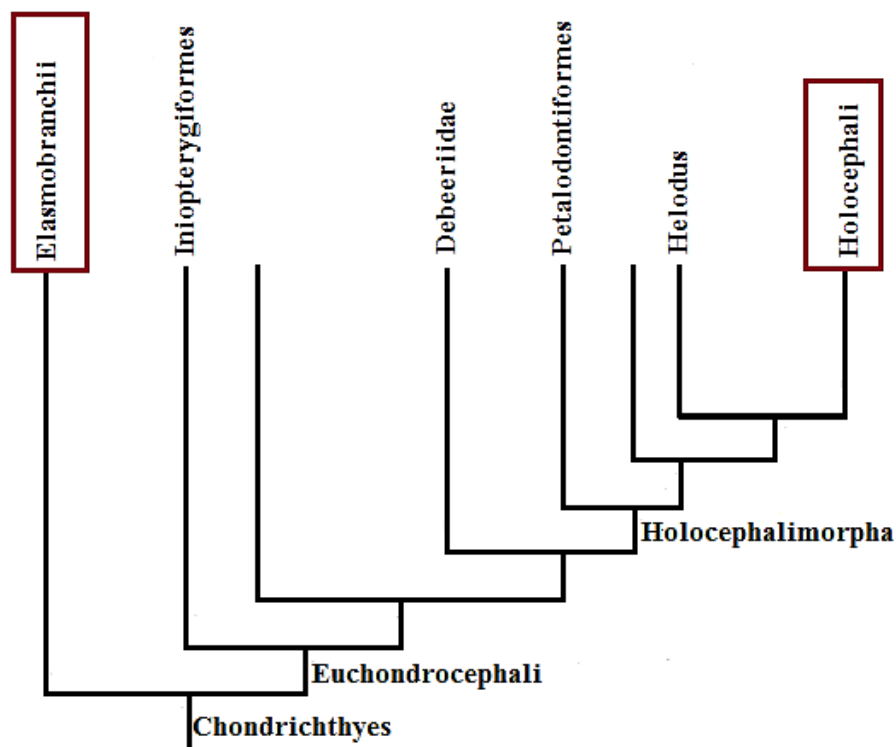 Elasmobranchii
Iniopterygiformes
Debeeriidae
Petalodontiformes
Helodus
Holocephali
Holocephalimorpha
Euchondrocephali
Chondrichthyes